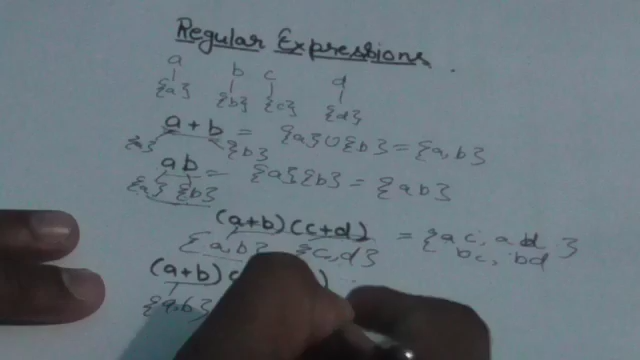 Regular Expressions.
a b c d
{a} {b} {c} {d}
a + b = {a} ∪ {b} = {a, b}
{a} {b}
ab = {a}{b} = {ab}
{a} {b}
(a+b)(c+d) = {ac, ad
{a,b} {c,d} bc, bd}
(a+b)(
{a,b}